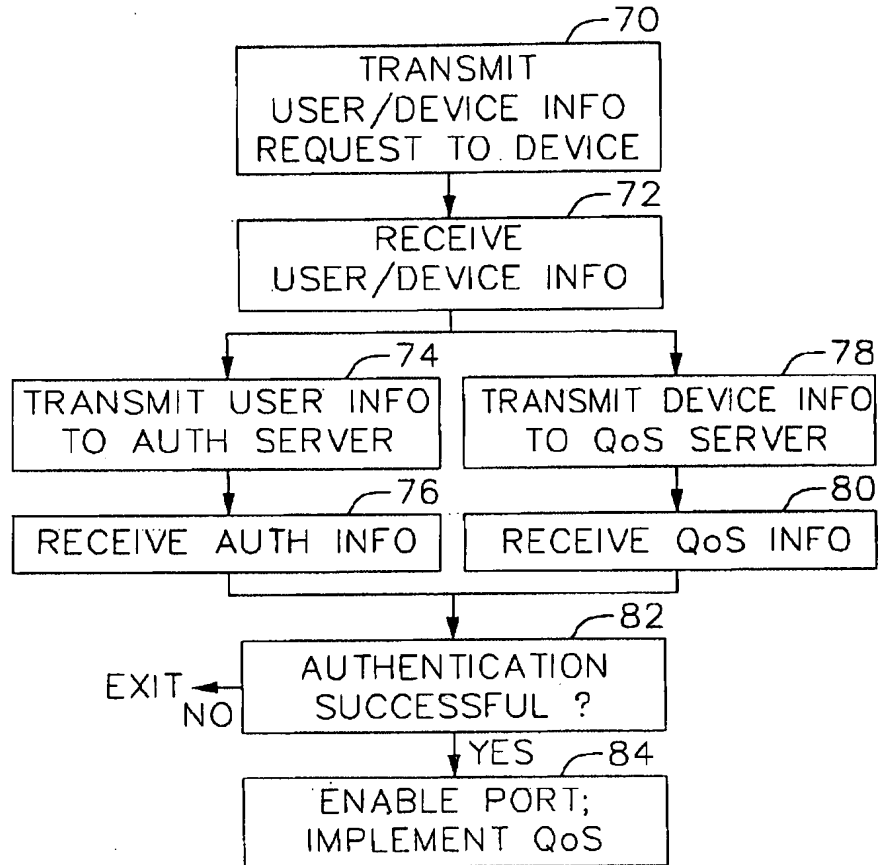 70
TRANSMIT
USER/DEVICE INFO
REQUEST TO DEVICE
72
RECEIVE
USER/DEVICE INFO
74
TRANSMIT USER INFO
TO AUTH SERVER
78
TRANSMIT DEVICE INFO
TO QoS SERVER
76
RECEIVE AUTH INFO
80
RECEIVE QoS INFO
82
AUTHENTICATION
SUCCESSFUL ?
EXIT
NO
YES
84
ENABLE PORT;
IMPLEMENT QoS